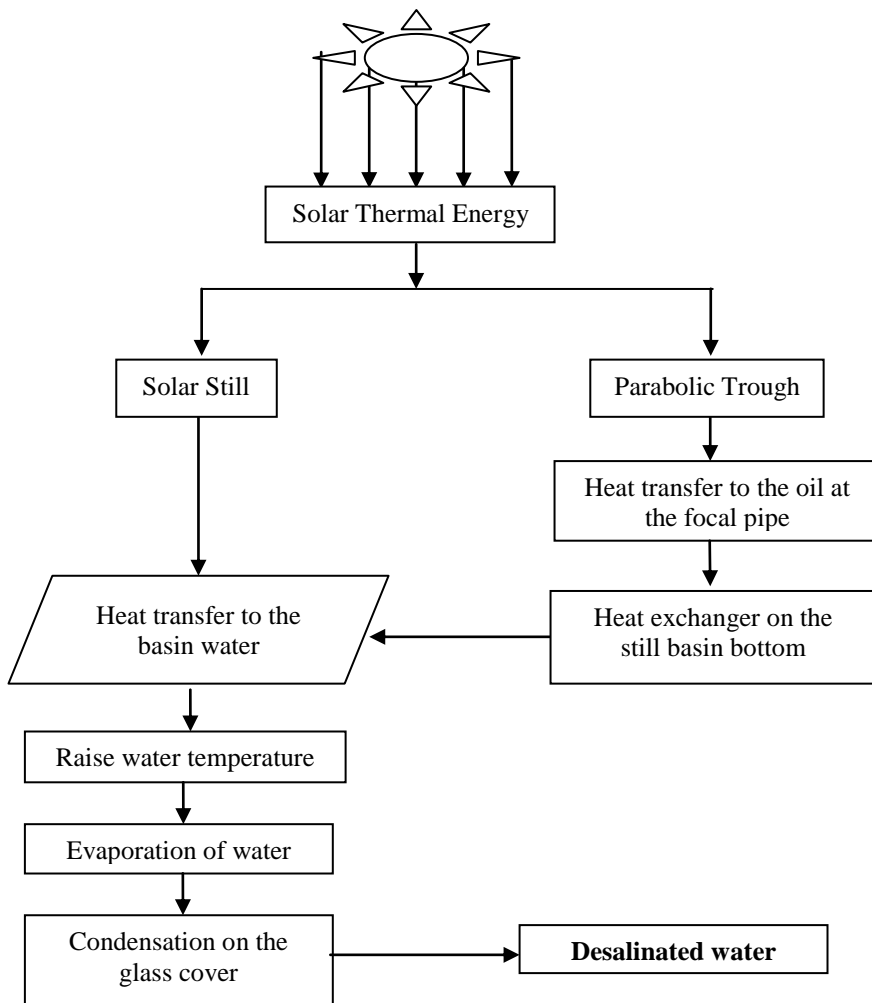 Solar Thermal Energy
Solar Still
Parabolic Trough
Heat transfer to the oil at
the focal pipe
Heat transfer to the
basin water
Heat exchanger on the
still basin bottom
Raise water temperature
Evaporation of water
Condensation on the
glass cover
Desalinated water